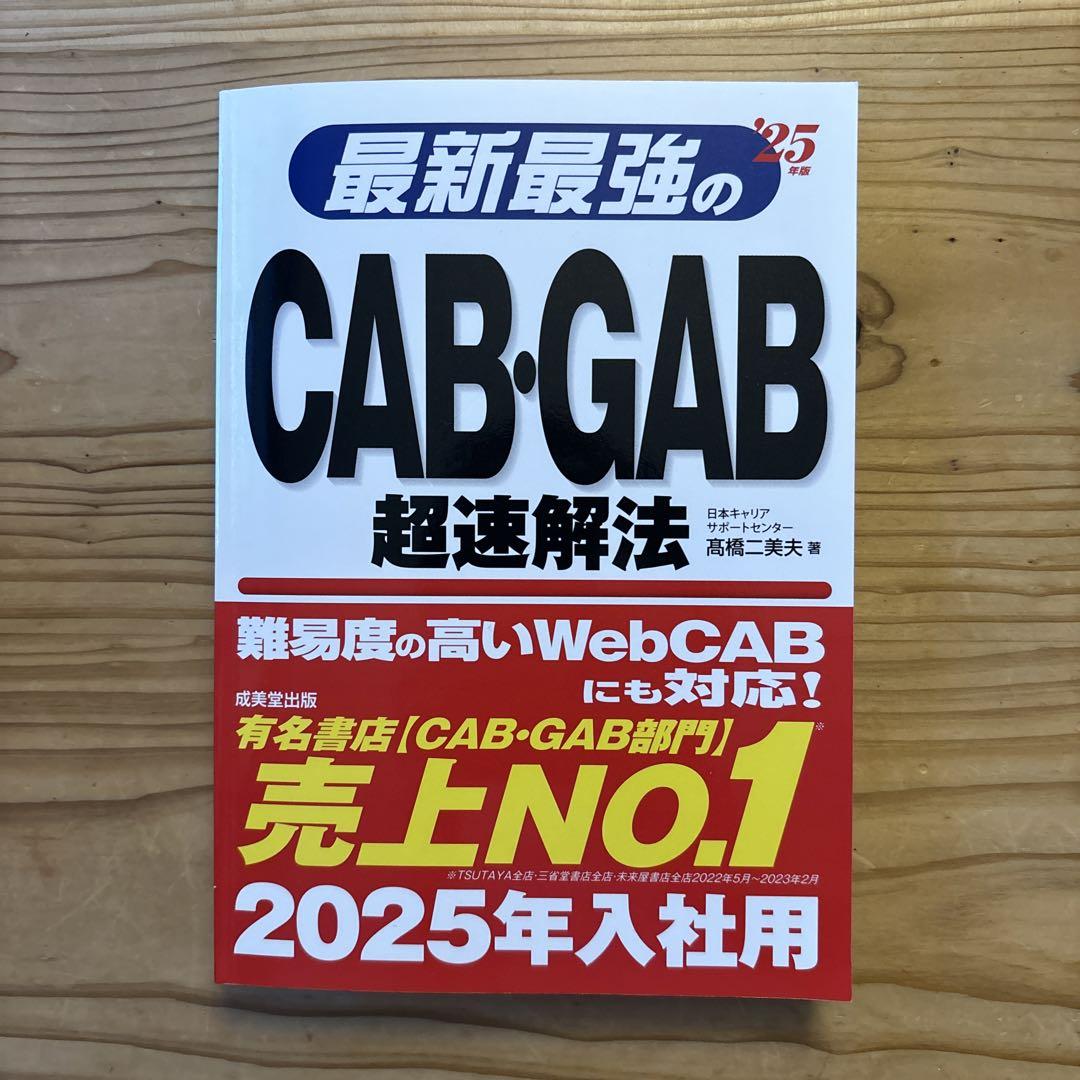 最新最強の
'25
年版
CAB・GAB
超速解法
日本キャリア
サポートセンター
髙橋二美夫 著
難易度の高いWebCAB
にも対応!
成美堂出版
有名書店【CAB・GAB部門】
売上NO.1※
※TSUTAYA全店・三省堂書店全店・未来屋書店全店2022年5月～2023年2月
2025年入社用